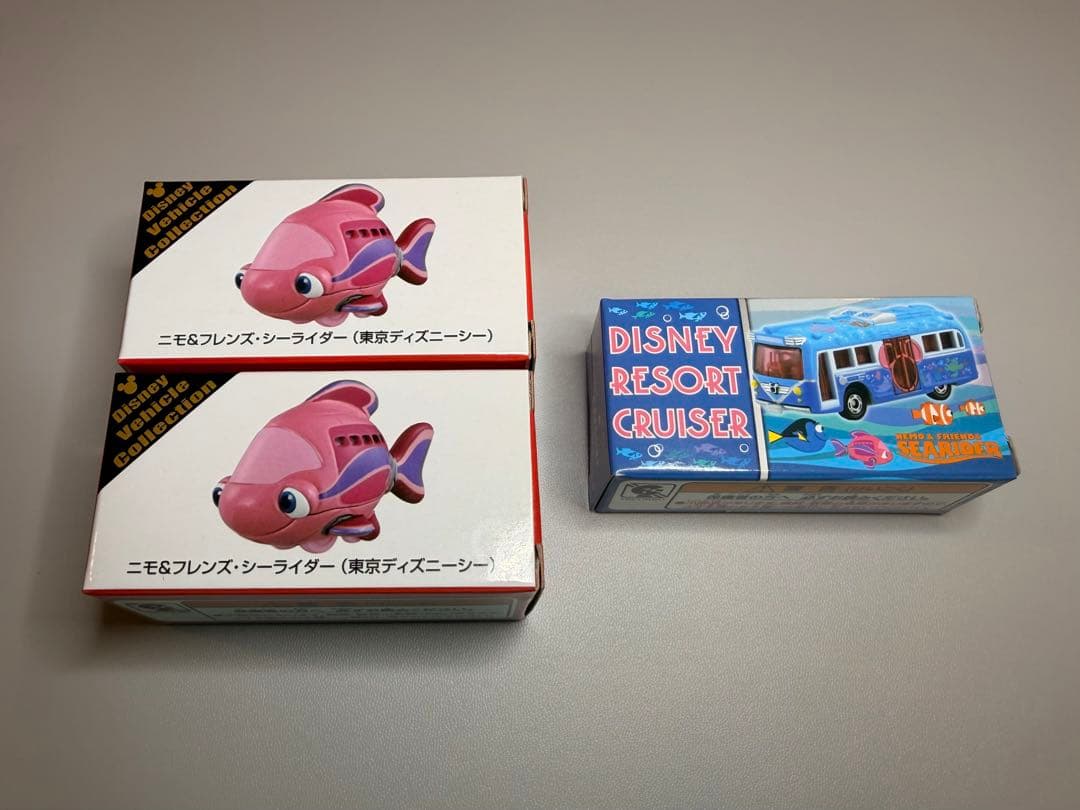 Disney
Vehicle
Collection
ニモ&フレンズ・シーライダー（東京ディズニーシー）
Disney
Vehicle
Collection
ニモ&フレンズ・シーライダー（東京ディズニーシー）
DISNEY
RESORT
CRUISER
NEMO & FRIENDS
SEARIDER